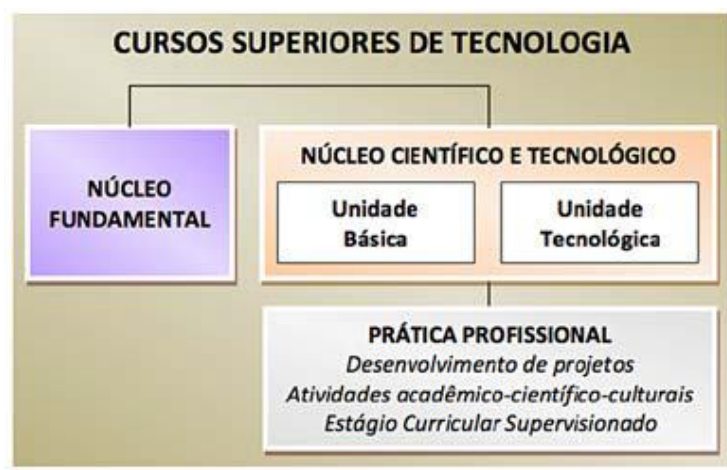 CURSOS SUPERIORES DE TECNOLOGIA
NÚCLEO
FUNDAMENTAL
NÚCLEO CIENTÍFICO E TECNOLÓGICO
Unidade
Básica
Unidade
Tecnológica
PRÁTICA PROFISSIONAL
Desenvolvimento de projetos
Atividades acadêmico-científico-culturais
Estágio Curricular Supervisionado